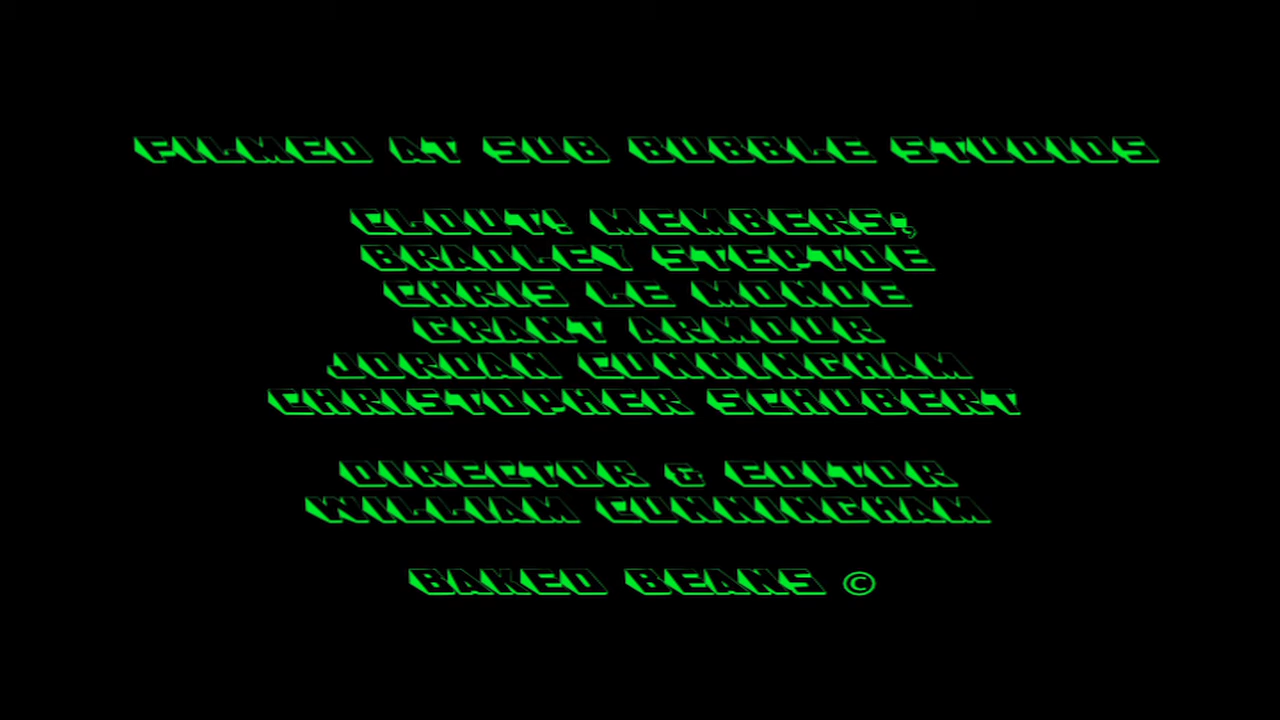 FILMED AT SUB BUBBLE STUDIOS
CLOUT! MEMBERS;
BRADLEY STEPTOE
CHRIS LE MONDE
GRANT ARMOUR
JORDAN CUNNINGHAM
CHRISTOPHER SCHUBERT
DIRECTOR & EDITOR
WILLIAM CUNNINGHAM
BAKED BEANS ©